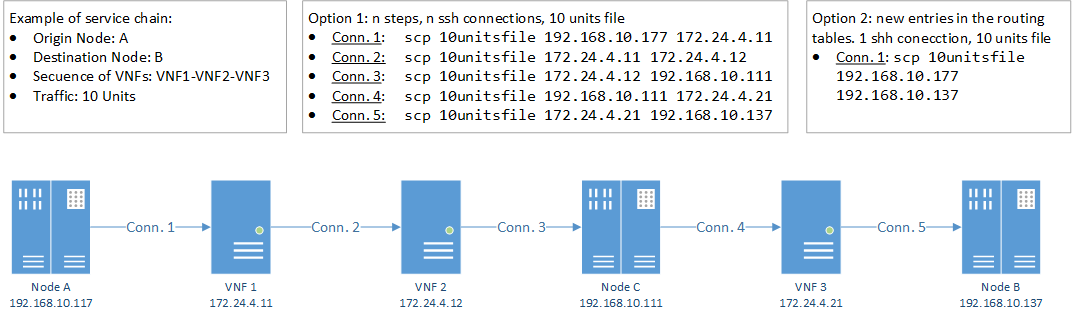 Example of service chain:
• Origin Node: A
• Destination Node: B
• Secuence of VNFs: VNF1-VNF2-VNF3
• Traffic: 10 Units
Option 1: n steps, n ssh connections, 10 units file
• Conn.1: scp 10unitsfile 192.168.10.177 172.24.4.11
• Conn.2: scp 10unitsfile 172.24.4.11 172.24.4.12
• Conn.3: scp 10unitsfile 172.24.4.12 192.168.10.111
• Conn.4: scp 10unitsfile 192.168.10.111 172.24.4.21
• Conn.5: scp 10unitsfile 172.24.4.21 192.168.10.137
Option 2: new entries in the routing
tables. 1 shh conecction, 10 units file
• Conn.1: scp 10unitsfile
192.168.10.177
192.168.10.137
Conn. 1
Conn. 2
Conn. 3
Conn. 4
Conn. 5
Node A
192.168.10.117
VNF 1
172.24.4.11
VNF 2
172.24.4.12
Node C
192.168.10.111
VNF 3
172.24.4.21
Node B
192.168.10.137